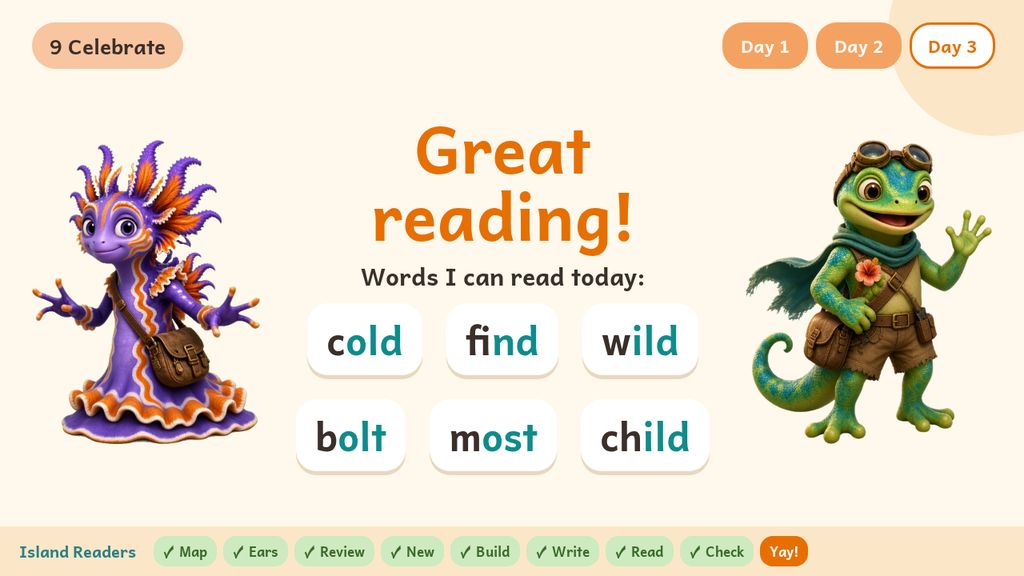 9 Celebrate
Day 1 Day 2 Day 3
Great
reading!
Words I can read today:
cold find wild
bolt most child
Island Readers ✓ Map ✓ Ears ✓ Review ✓ New ✓ Build ✓ Write ✓ Read ✓ Check Yay!